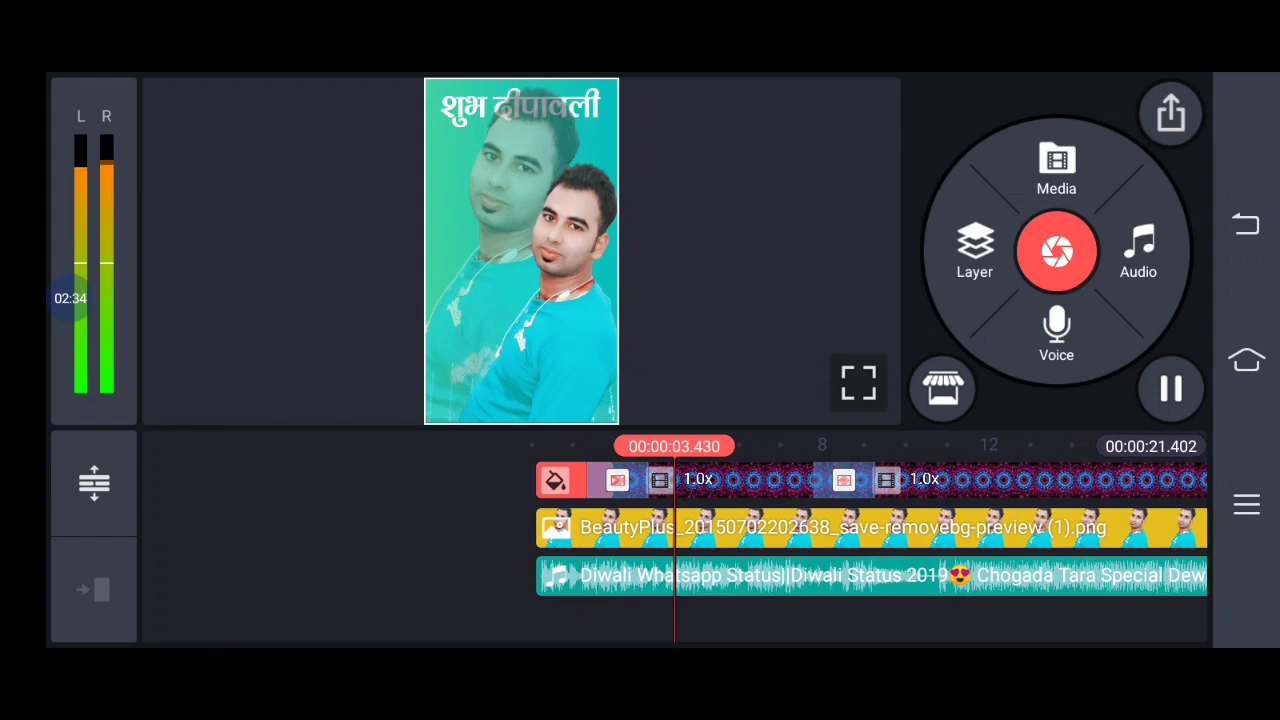 L R
शुभ दीपावली
Media
Layer
Audio
Voice
02:34
00:00:03.430
8
12
00:00:21.402
1.0x
1.0x
BeautyPlus_20150702202638_save-removebg-preview (1).png
Diwali Whatsapp Status||Diwali Status 2019😍 Chogada Tara Special Dew